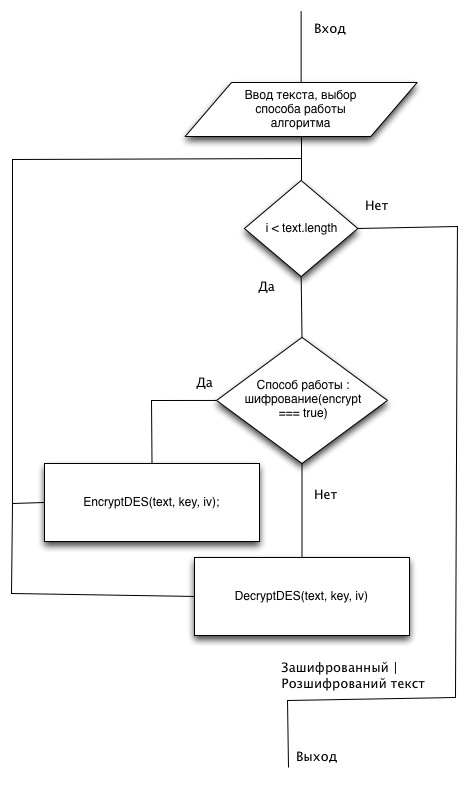 Вход
Ввод текста, выбор
способа работы
алгоритма
Нет
i < text.length
Да
Да
Способ работы :
шифрование(encrypt
=== true)
Нет
EncryptDES(text, key, iv);
DecryptDES(text, key, iv)
Зашифрованный |
Розшифрований текст
Выход